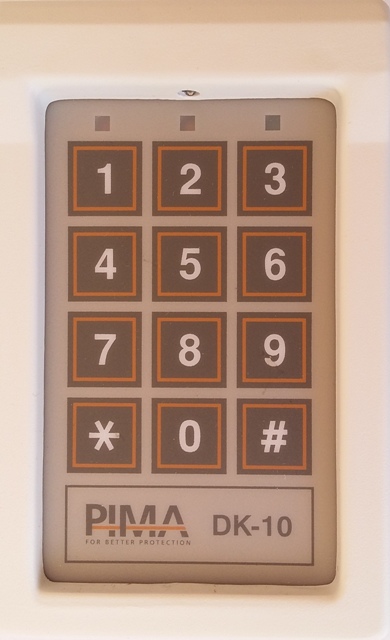 1 2 3
4 5 6
7 8 9
* 0 #
PIMA DK-10
FOR BETTER PROTECTION